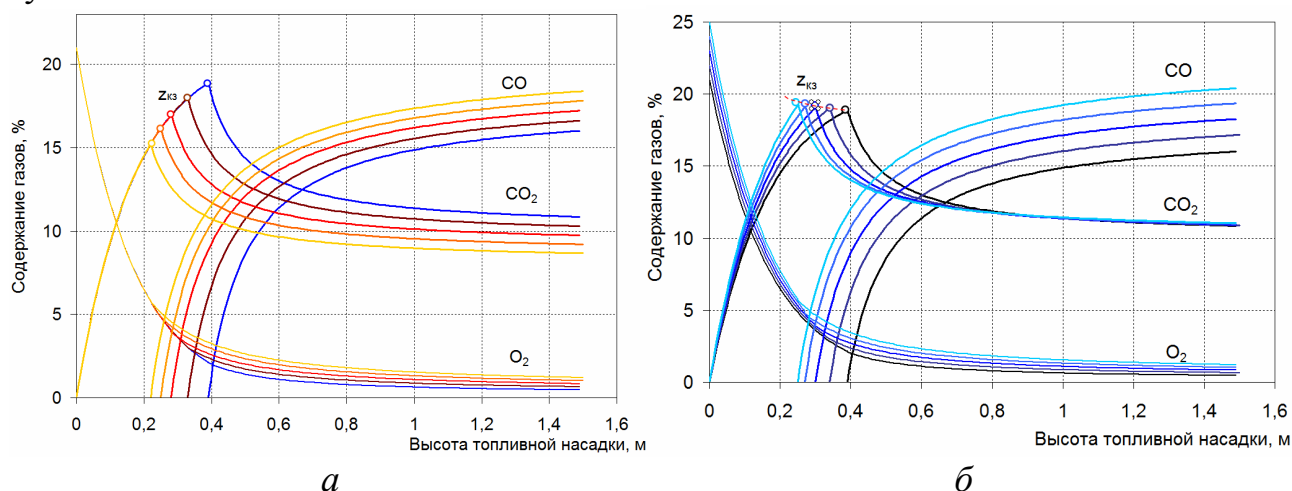 Содержание газов, %
20
15
10
5
0
z_кз
CO
CO₂
O₂
0 0,2 0,4 0,6 0,8 1 1,2 1,4 1,6
Высота топливной насадки, м
а
Содержание газов, %
25
20
15
10
5
0
z_кз
CO
CO₂
O₂
0 0,2 0,4 0,6 0,8 1 1,2 1,4 1,6
Высота топливной насадки, м
б